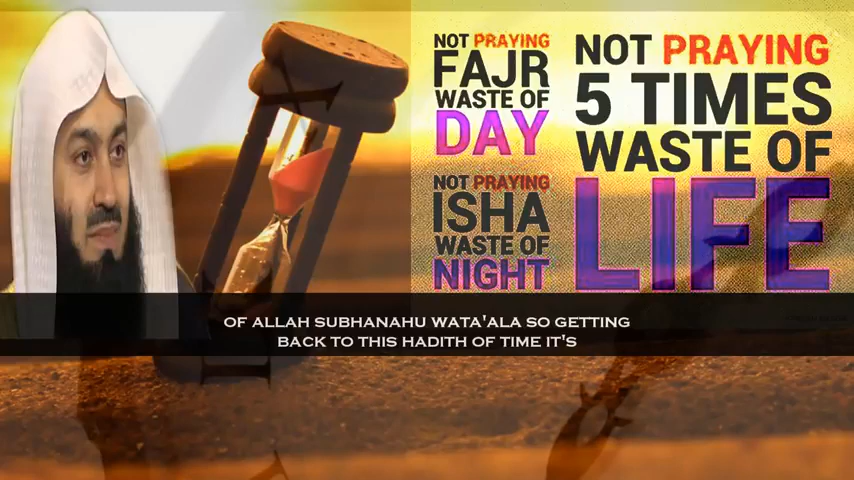 NOT PRAYING
FAJR
WASTE OF
DAY
NOT PRAYING
ISHA
WASTE OF
NIGHT
NOT PRAYING
5 TIMES
WASTE OF
LIFE
OF ALLAH SUBHANAHU WATA'ALA SO GETTING
BACK TO THIS HADITH OF TIME IT'S